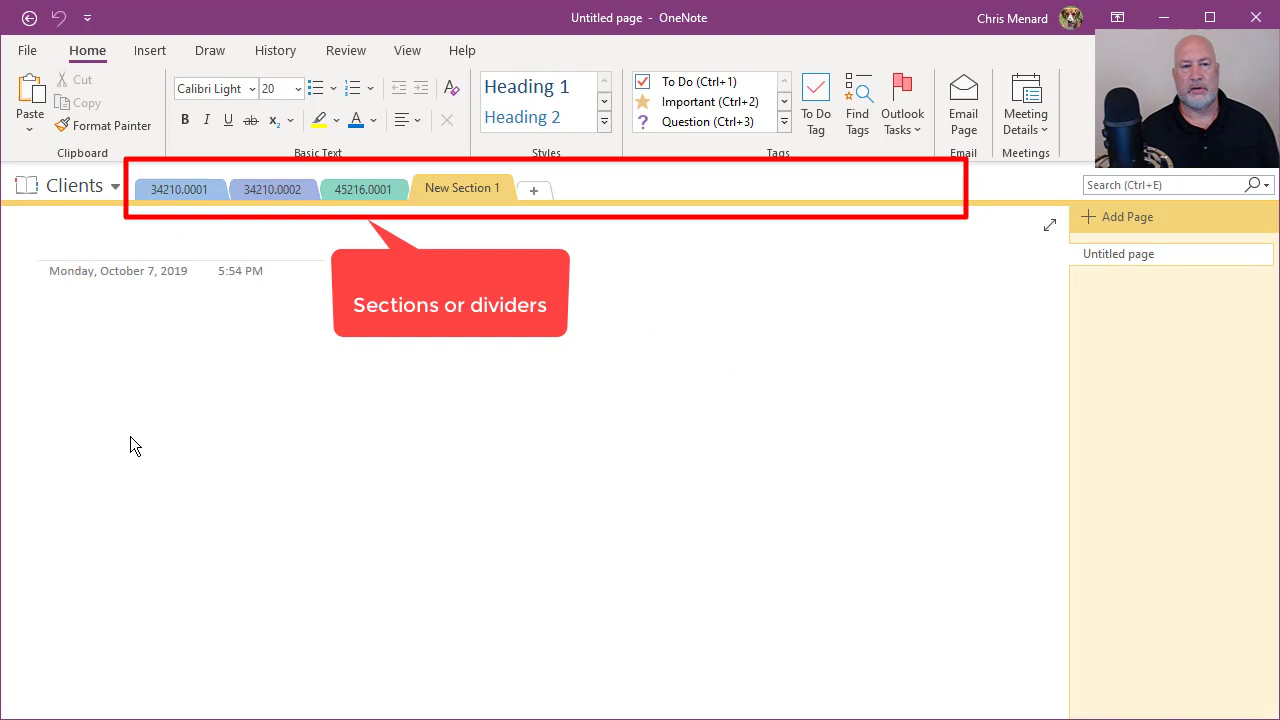 Untitled page - OneNote
Chris Menard
File Home Insert Draw History Review View Help
Paste
Cut
Copy
Format Painter
Clipboard
Calibri Light 20
B I U ab x₂ A A
Basic Text
Heading 1
Heading 2
Styles
To Do (Ctrl+1)
Important (Ctrl+2)
? Question (Ctrl+3)
To Do Tag
Find Tags
Outlook Tasks
Tags
Email Page
Email
Meeting Details
Meetings
Clients
34210.0001 34210.0002 45216.0001 New Section 1 +
Search (Ctrl+E)
Add Page
Untitled page
Monday, October 7, 2019 5:54 PM
Sections or dividers